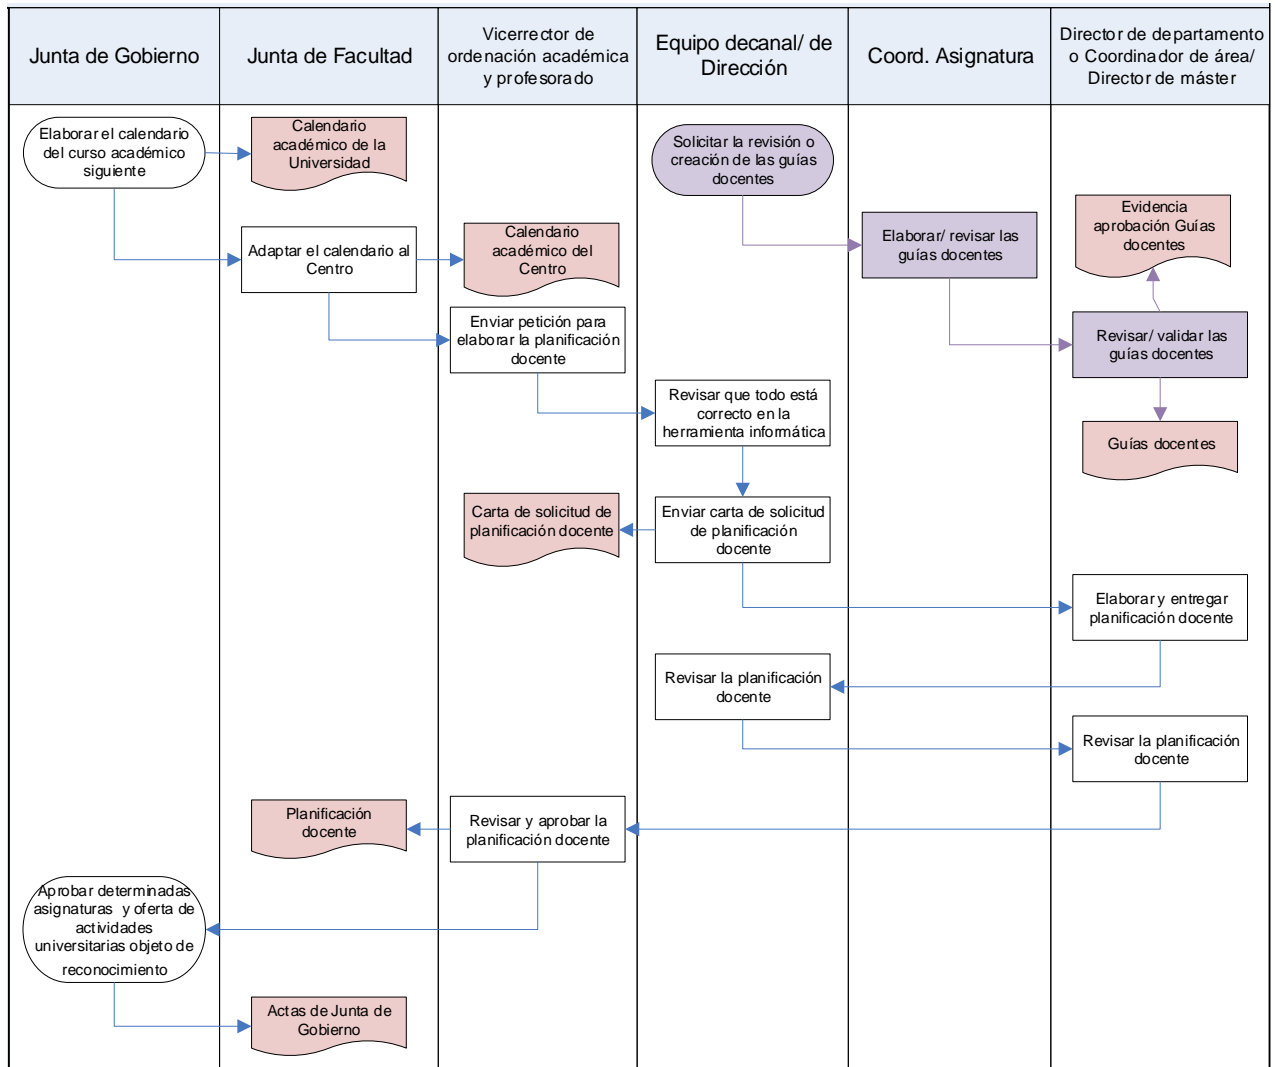 Junta de Gobierno
Junta de Facultad
Vicerrector de
ordenación académica
y profesorado
Equipo decanal/ de
Dirección
Coord. Asignatura
Director de departamento
o Coordinador de área/
Director de máster
Elaborar el calendario
del curso académico
siguiente
Calendario
académico de la
Universidad
Solicitar la revisión o
creación de las guías
docentes
Adaptar el calendario al
Centro
Calendario
académico del
Centro
Elaborar/ revisar las
guías docentes
Evidencia
aprobación Guías
docentes
Enviar petición para
elaborar la planificación
docente
Revisar/ validar las
guías docentes
Revisar que todo está
correcto en la
herramienta informática
Guías docentes
Carta de solicitud de
planificación docente
Enviar carta de solicitud
de planificación
docente
Elaborar y entregar
planificación docente
Revisar la planificación
docente
Revisar la planificación
docente
Planificación
docente
Revisar y aprobar la
planificación docente
Aprobar determinadas
asignaturas y oferta de
actividades
universitarias objeto de
reconocimiento
Actas de Junta de
Gobierno